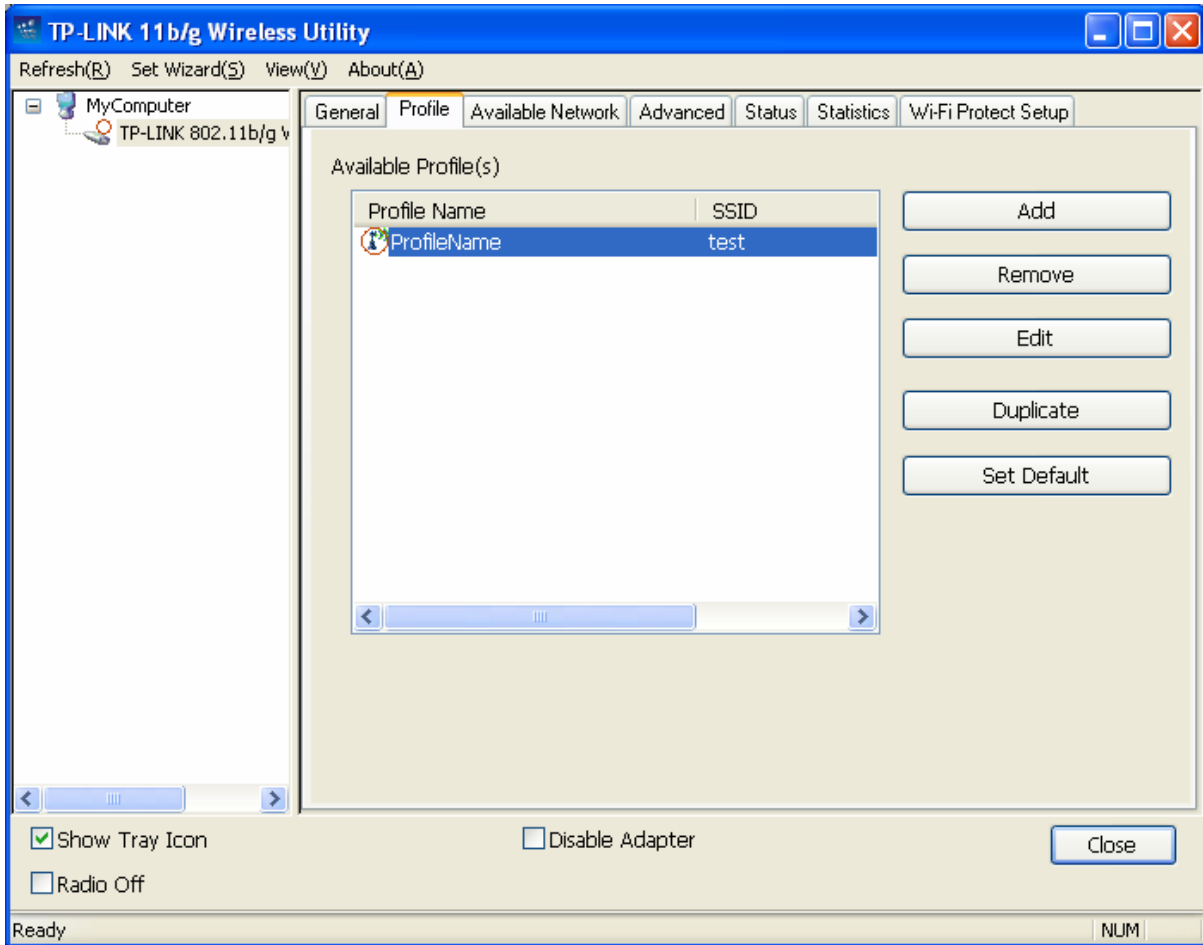 TP-LINK 11b/g Wireless Utility
Refresh(R) Set Wizard(S) View(V) About(A)
MyComputer
TP-LINK 802.11b/g
General Profile Available Network Advanced Status Statistics Wi-Fi Protect Setup
Available Profile(s)
Profile Name SSID
ProfileName test
Add
Remove
Edit
Duplicate
Set Default
Show Tray Icon
Disable Adapter
Close
Radio Off
Ready
NUM